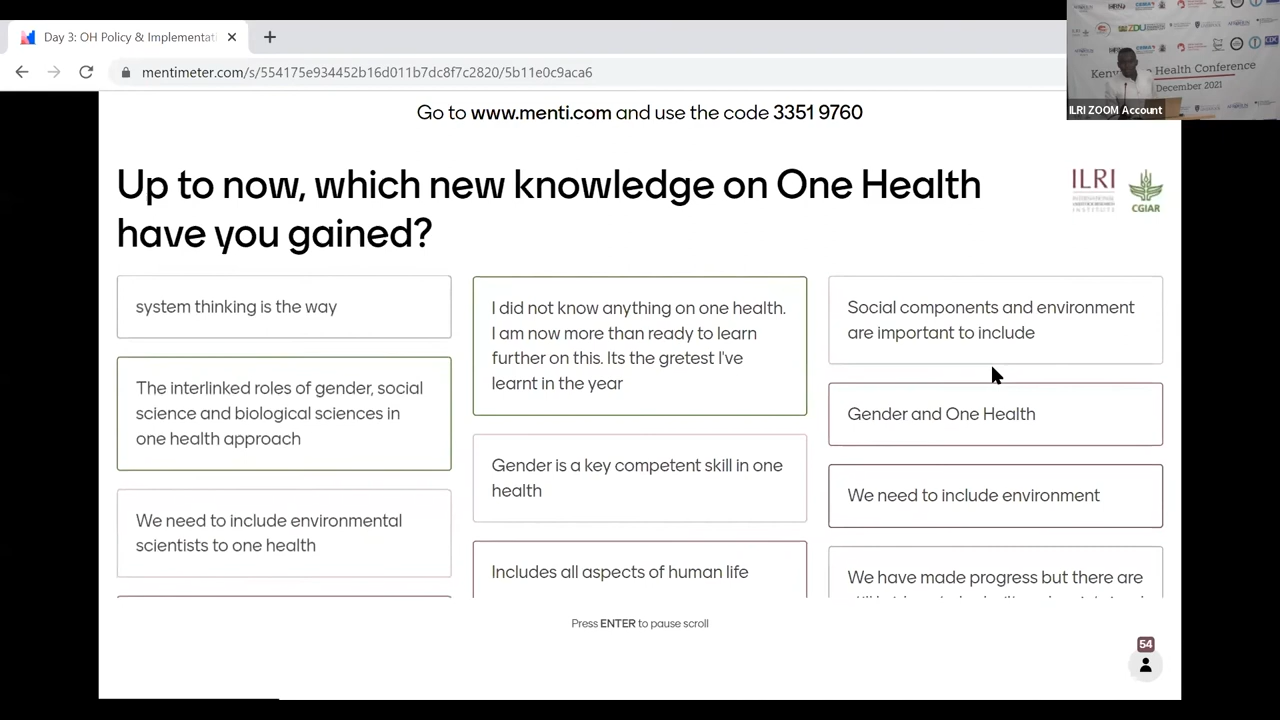 Day 3: OH Policy & Implementati
mentimeter.com/s/554175e934452b16d011b7dc8f7c2820/5b11e0c9aca6
Go to www.menti.com and use the code 3351 9760
Up to now, which new knowledge on One Health
have you gained?
ILRI
INTERNATIONAL
INSTITUTE
CGIAR
system thinking is the way
The interlinked roles of gender, social
science and biological sciences in
one health approach
We need to include environmental
scientists to one health
I did not know anything on one health.
I am now more than ready to learn
further on this. Its the gretest I've
learnt in the year
Gender is a key competent skill in one
health
Includes all aspects of human life
Social components and environment
are important to include
Gender and One Health
We need to include environment
We have made progress but there are
Press ENTER to pause scroll
54
ZDU
Health Conference
December 2021
ILRI ZOOM Account